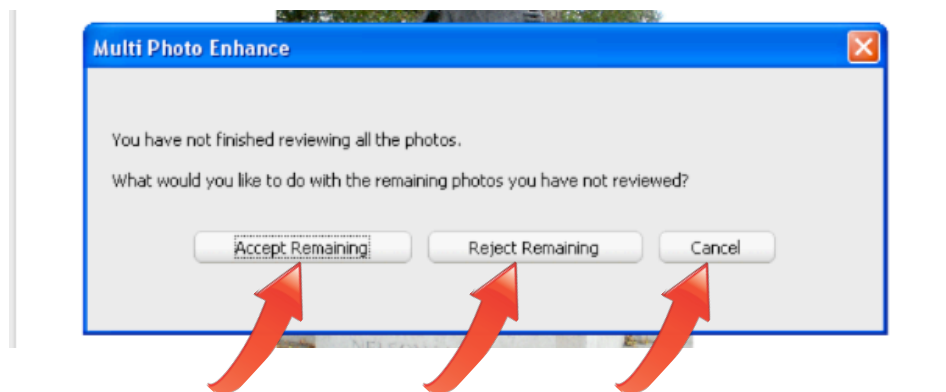 Multi Photo Enhance
You have not finished reviewing all the photos.
What would you like to do with the remaining photos you have not reviewed?
Accept Remaining
Reject Remaining
Cancel